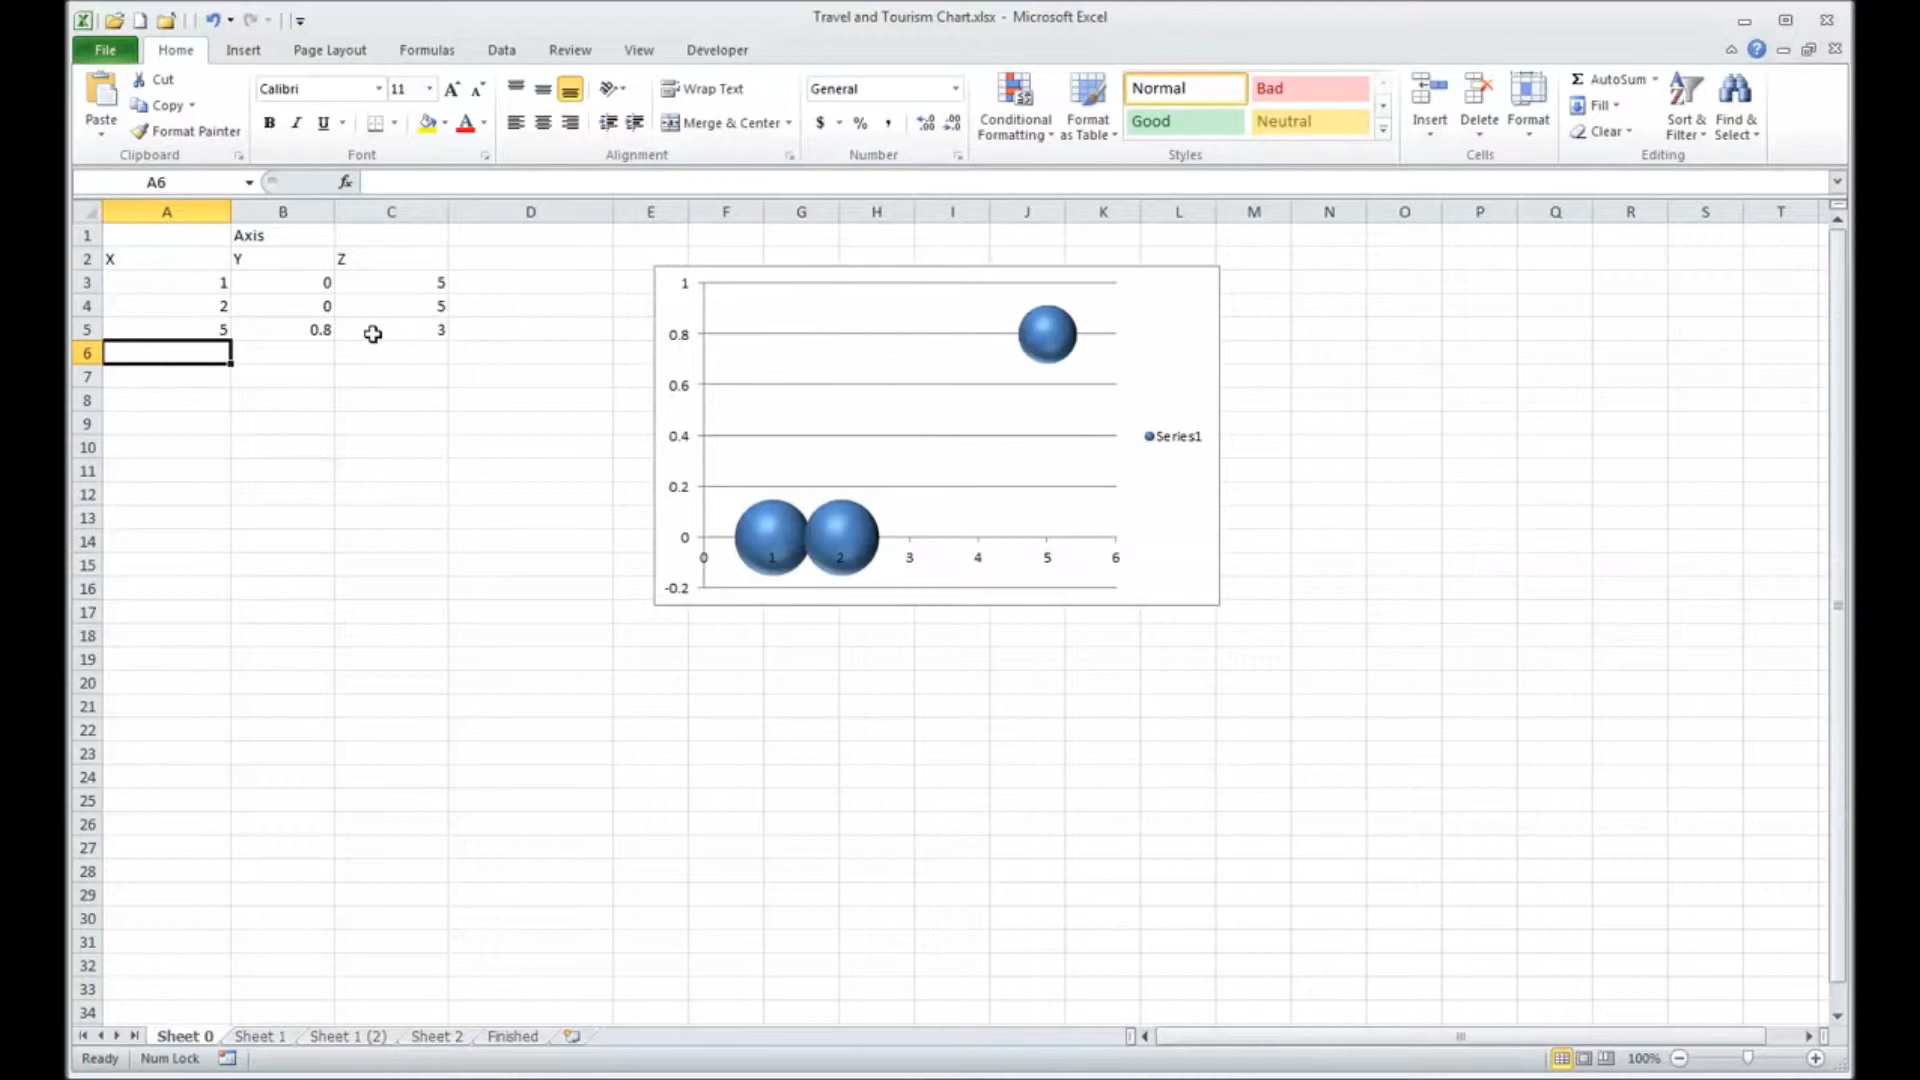 Travel and Tourism Chart.xlsx - Microsoft Excel
File Home Insert Page Layout Formulas Data Review View Developer
Cut
Copy
Format Painter
Paste
Clipboard
Calibri 11
B I U
Font
Wrap Text
Merge & Center
Alignment
General
$ % ,
Number
Conditional Formatting
Format as Table
Normal Bad
Good Neutral
Styles
Insert Delete Format
Cells
AutoSum
Fill
Clear
Sort & Filter
Find & Select
Editing
A6 fx
A B C D E F G H I J K L M N O P Q R S T
1 Axis
2 X Y Z
3 1 0 5
4 2 0 5
5 5 0.8 3
6
7
8
9
10
11
12
13
14
15
16
17
18
19
20
21
22
23
24
25
26
27
28
29
30
31
32
33
34
1
0.8
0.6
0.4
0.2
0
-0.2
0 1 2 3 4 5 6
Series1
Sheet 0 Sheet 1 Sheet 1 (2) Sheet 2 Finished
Ready Num Lock 100%